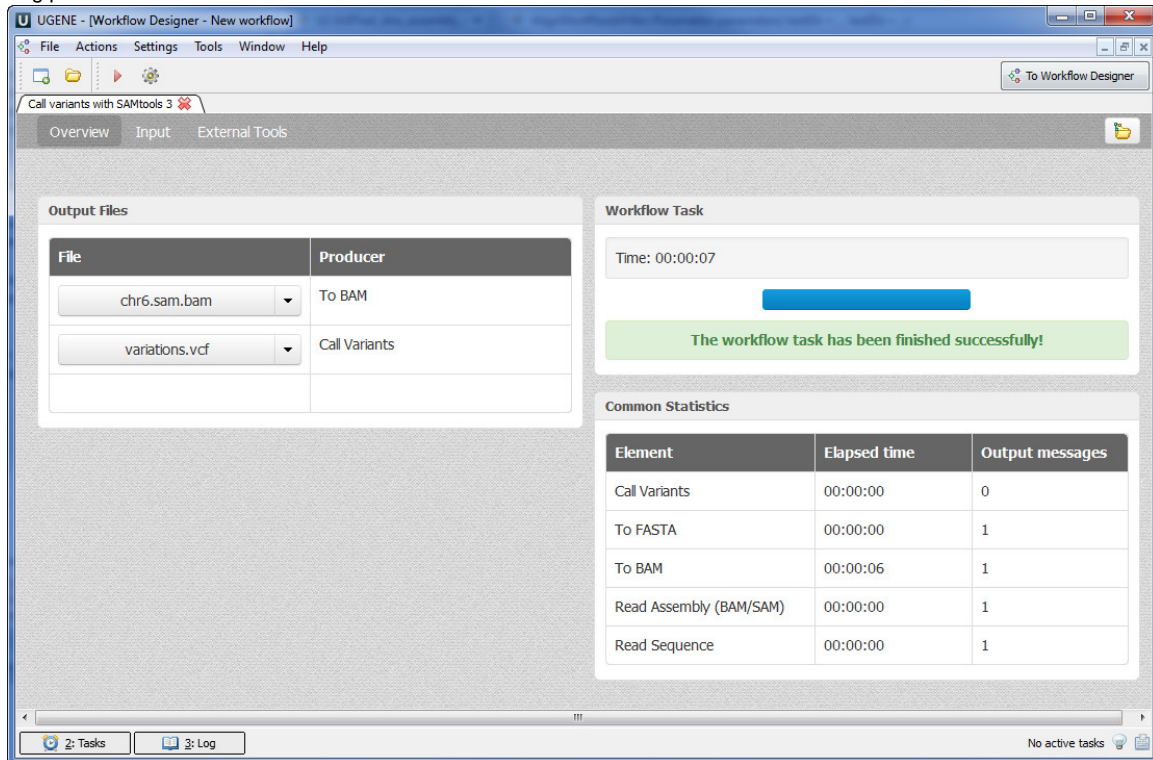 UGENE - [Workflow Designer - New workflow]
File Actions Settings Tools Window Help
To Workflow Designer
Call variants with SAMtools 3
Overview Input External Tools
Output Files
File Producer
chr6.sam.bam To BAM
variations.vcf Call Variants
Workflow Task
Time: 00:00:07
The workflow task has been finished successfully!
Common Statistics
Element Elapsed time Output messages
Call Variants 00:00:00 0
To FASTA 00:00:00 1
To BAM 00:00:06 1
Read Assembly (BAM/SAM) 00:00:00 1
Read Sequence 00:00:00 1
2: Tasks 3: Log No active tasks